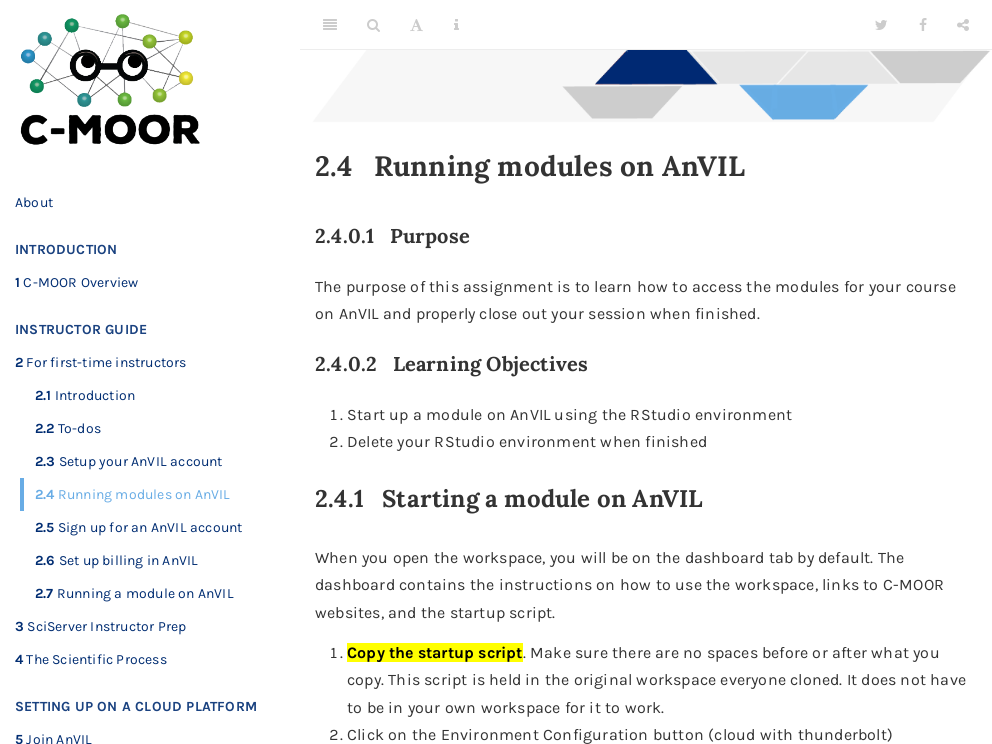 C-MOOR
About
INTRODUCTION
1 C-MOOR Overview
INSTRUCTOR GUIDE
2 For first-time instructors
2.1 Introduction
2.2 To-dos
2.3 Setup your AnVIL account
2.4 Running modules on AnVIL
2.5 Sign up for an AnVIL account
2.6 Set up billing in AnVIL
2.7 Running a module on AnVIL
3 SciServer Instructor Prep
4 The Scientific Process
SETTING UP ON A CLOUD PLATFORM
5 Join AnVIL
A
2.4 Running modules on AnVIL
2.4.0.1 Purpose
The purpose of this assignment is to learn how to access the modules for your course
on AnVIL and properly close out your session when finished.
2.4.0.2 Learning Objectives
1. Start up a module on AnVIL using the RStudio environment
2. Delete your RStudio environment when finished
2.4.1 Starting a module on AnVIL
When you open the workspace, you will be on the dashboard tab by default. The
dashboard contains the instructions on how to use the workspace, links to C-MOOR
websites, and the startup script.
1. Copy the startup script. Make sure there are no spaces before or after what you
copy. This script is held in the original workspace everyone cloned. It does not have
to be in your own workspace for it to work.
2. Click on the Environment Configuration button (cloud with thunderbolt)